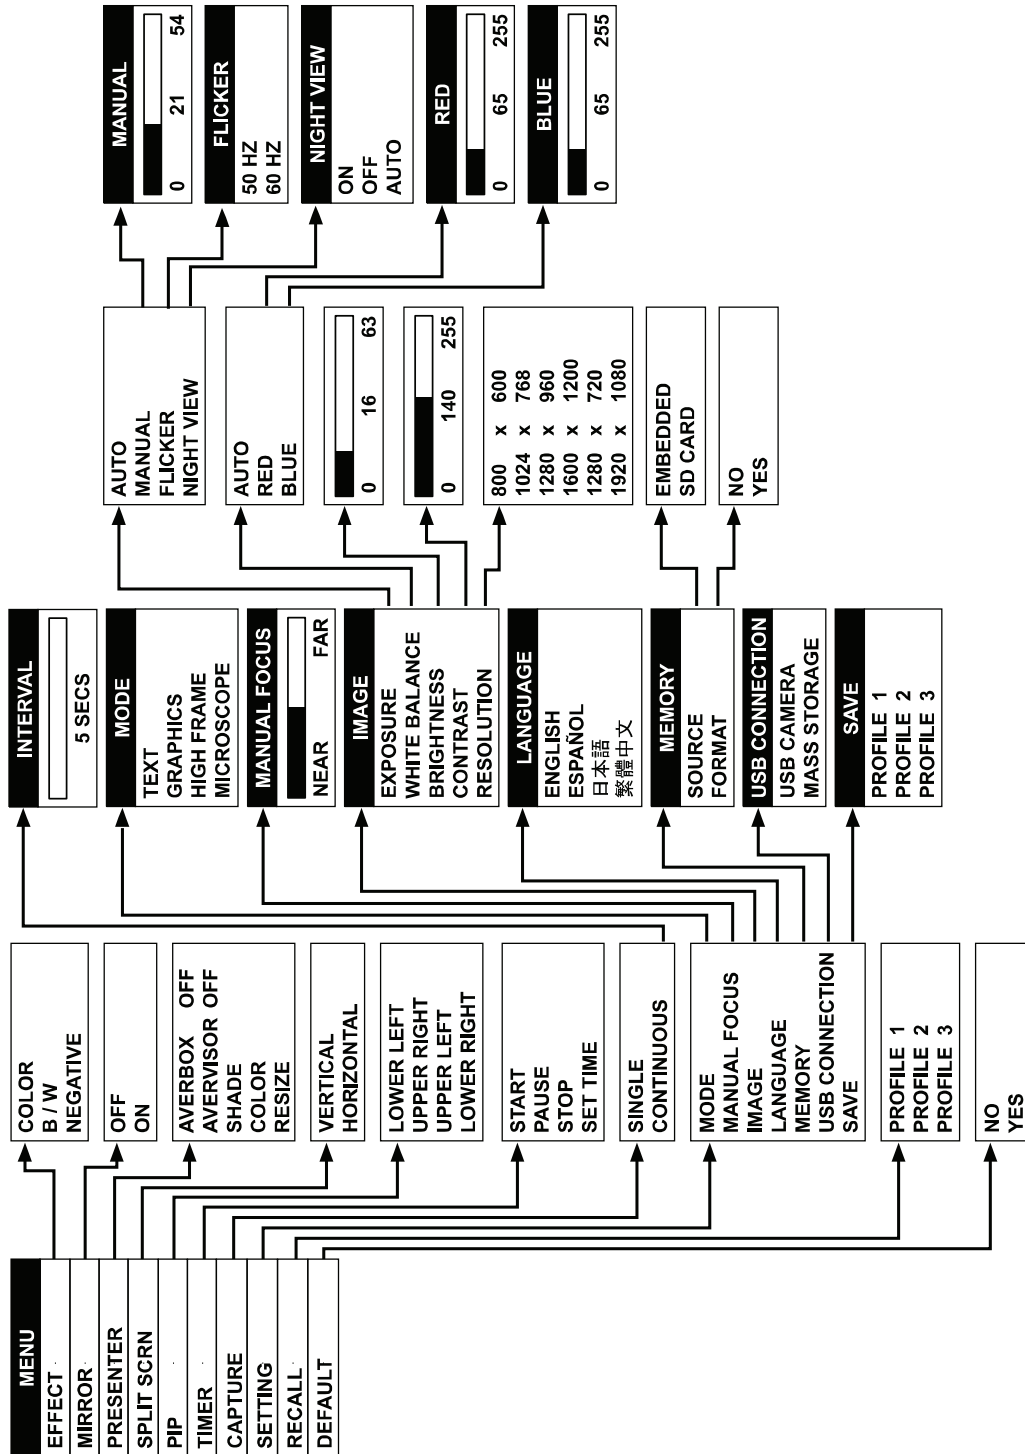 MENU
EFFECT
MIRROR
PRESENTER
SPLIT SCRN
PIP
TIMER
CAPTURE
SETTING
RECALL
DEFAULT
COLOR
B / W
NEGATIVE
OFF
ON
AVERBOX OFF
AVERVISOR OFF
SHADE
COLOR
RESIZE
VERTICAL
HORIZONTAL
LOWER LEFT
UPPER RIGHT
UPPER LEFT
LOWER RIGHT
START
PAUSE
STOP
SET TIME
SINGLE
CONTINUOUS
MODE
MANUAL FOCUS
IMAGE
LANGUAGE
MEMORY
USB CONNECTION
SAVE
PROFILE 1
PROFILE 2
PROFILE 3
NO
YES
INTERVAL
5 SECS
MODE
TEXT
GRAPHICS
HIGH FRAME
MICROSCOPE
MANUAL FOCUS
NEAR FAR
IMAGE
EXPOSURE
WHITE BALANCE
BRIGHTNESS
CONTRAST
RESOLUTION
LANGUAGE
ENGLISH
ESPAÑOL
日本語
繁體中文
MEMORY
SOURCE
FORMAT
USB CONNECTION
USB CAMERA
MASS STORAGE
SAVE
PROFILE 1
PROFILE 2
PROFILE 3
AUTO
MANUAL
FLICKER
NIGHT VIEW
AUTO
RED
BLUE
0 16 63
0 140 255
800 x 600
1024 x 768
1280 x 960
1600 x 1200
1280 x 720
1920 x 1080
EMBEDDED
SD CARD
NO
YES
MANUAL
0 21 54
FLICKER
50 HZ
60 HZ
NIGHT VIEW
ON
OFF
AUTO
RED
0 65 255
BLUE
0 65 255